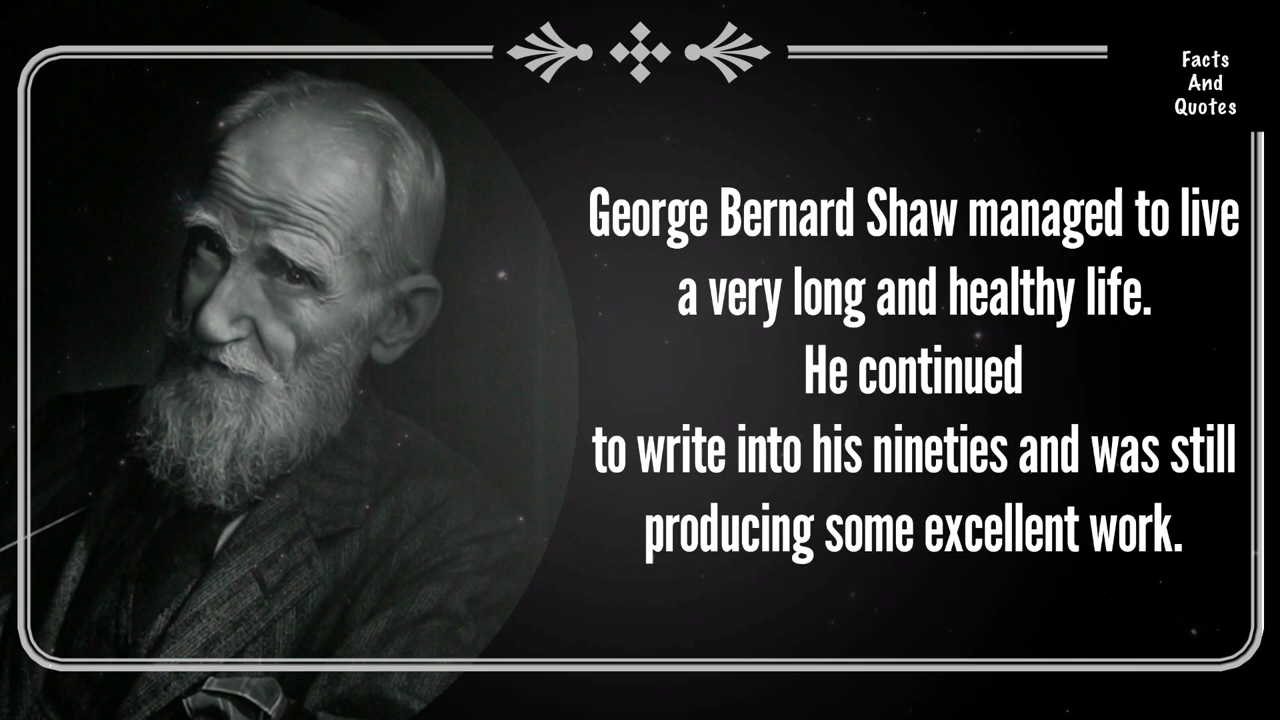 Facts
And
Quotes
George Bernard Shaw managed to live
a very long and healthy life.
He continued
to write into his nineties and was still
producing some excellent work.